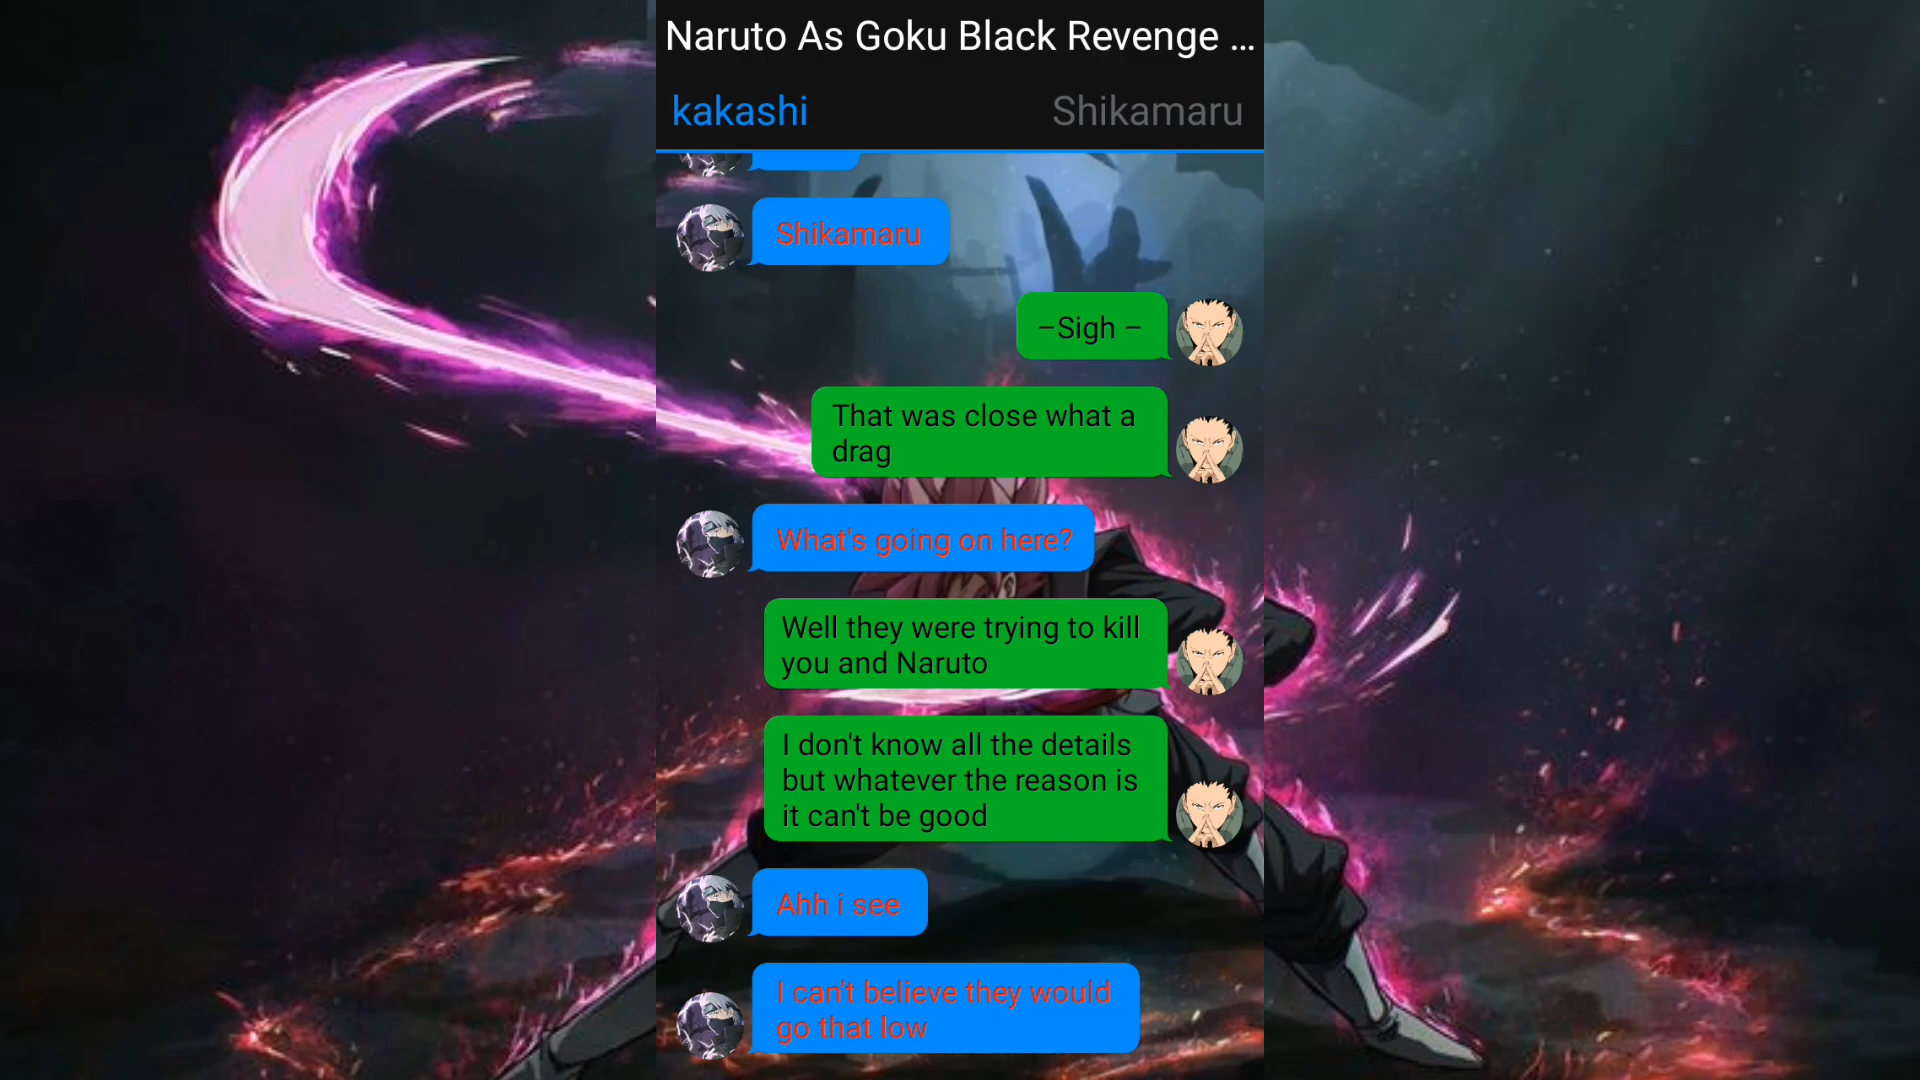 Naruto As Goku Black Revenge ...
kakashi
Shikamaru
Shikamaru
–Sigh –
That was close what a
drag
What's going on here?
Well they were trying to kill
you and Naruto
I don't know all the details
but whatever the reason is
it can't be good
Ahh i see
I can't believe they would
go that low